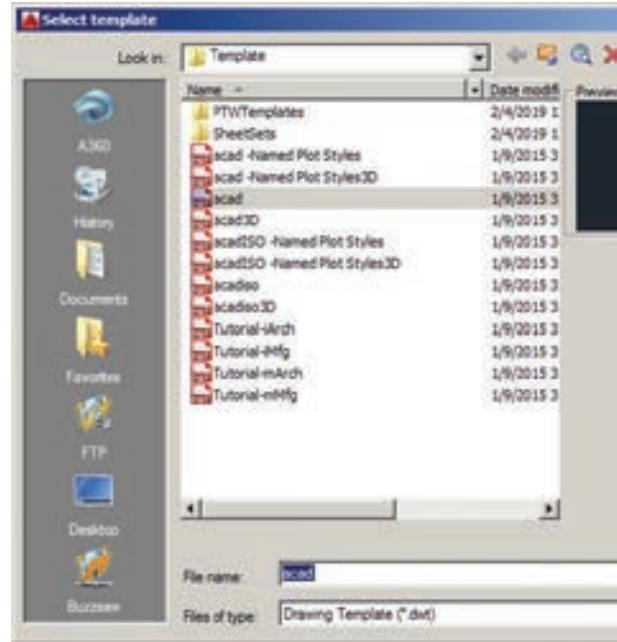 Select template
Look in: Template
Name Date modifi Preview
PTWTemplates 2/4/2019 1
SheetSets 2/4/2019 1
acad -Named Plot Styles 1/9/2015 3
acad -Named Plot Styles3D 1/9/2015 3
acad 1/9/2015 3
acad3D 1/9/2015 3
acadISO -Named Plot Styles 1/9/2015 3
acadISO -Named Plot Styles3D 1/9/2015 3
acadiso 1/9/2015 3
acadiso3D 1/9/2015 3
Tutorial-iArch 1/9/2015 3
Tutorial-iMfg 1/9/2015 3
Tutorial-mArch 1/9/2015 3
Tutorial-mMfg 1/9/2015 3
A360
History
Documents
Favorites
FTP
Desktop
Buzzsaw
File name: acad
Files of type: Drawing Template (*.dwt)